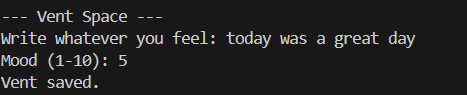 --- Vent Space ---
Write whatever you feel: today was a great day
Mood (1-10): 5
Vent saved.